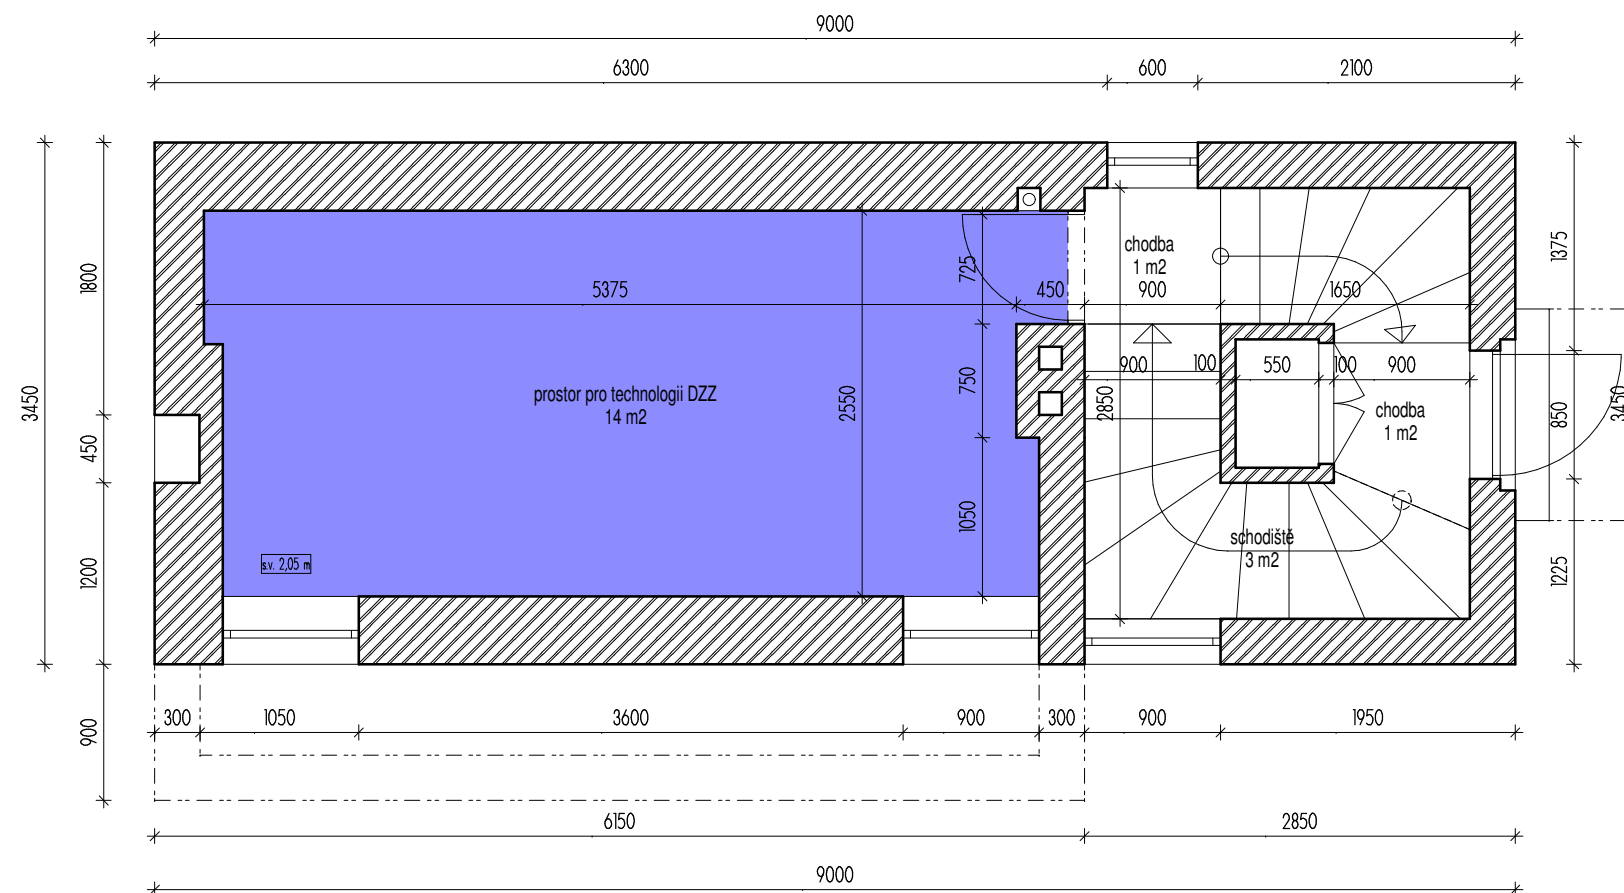 9000
6300 600 2100
chodba
1 m2
725
1375
1800
5375 450 900 1650
3450
900 100 550 100 900
750
2550
2850
prostor pro technologii DZZ
14 m2
chodba
1 m2
850
3450
450
1050
schodiště
3 m2
s.v. 2,05 m
1200
1225
300 1050 3600 900 300 900 1950
900
6150 2850
9000